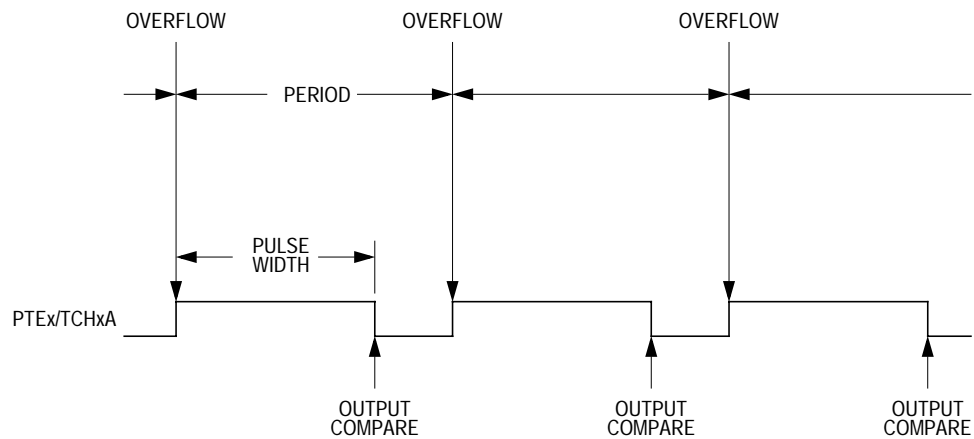 OVERFLOW
OVERFLOW
OVERFLOW
PERIOD
PULSE
WIDTH
PTEx/TCHxA
OUTPUT
COMPARE
OUTPUT
COMPARE
OUTPUT
COMPARE